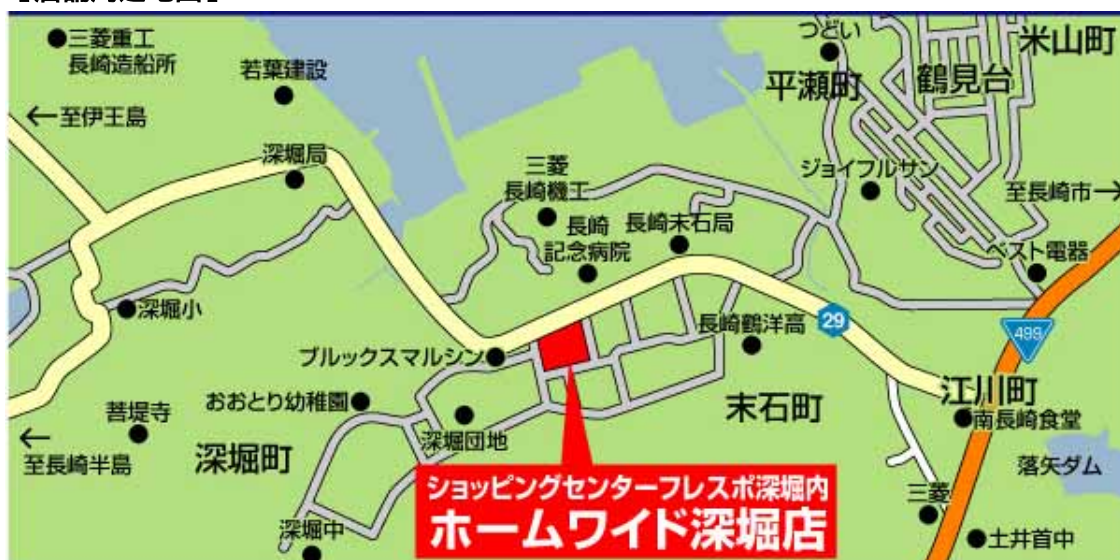 三菱重工
長崎造船所
若葉建設
←至伊王島
深堀局
つどい
平瀬町
米山町
鶴見台
三菱
長崎機工
長崎
記念病院
長崎末石局
ジョイフルサン
至長崎市→
ベスト電器
深堀小
ブルックスマルシン
長崎鶴洋高
29
499
江川町
おおとり幼稚園
菩提寺
←
至長崎半島
深堀町
深堀団地
末石町
南長崎食堂
落矢ダム
ショッピングセンターフレスポ深堀内
ホームワイド深堀店
三菱
深堀中
土井首中